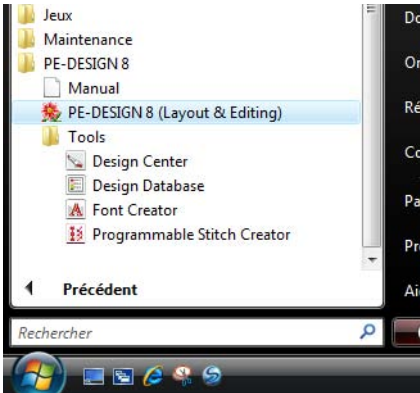 Jeux
Maintenance
PE-DESIGN 8
Manual
PE-DESIGN 8 (Layout & Editing)
Tools
Design Center
Design Database
Font Creator
Programmable Stitch Creator
Précédent
Rechercher